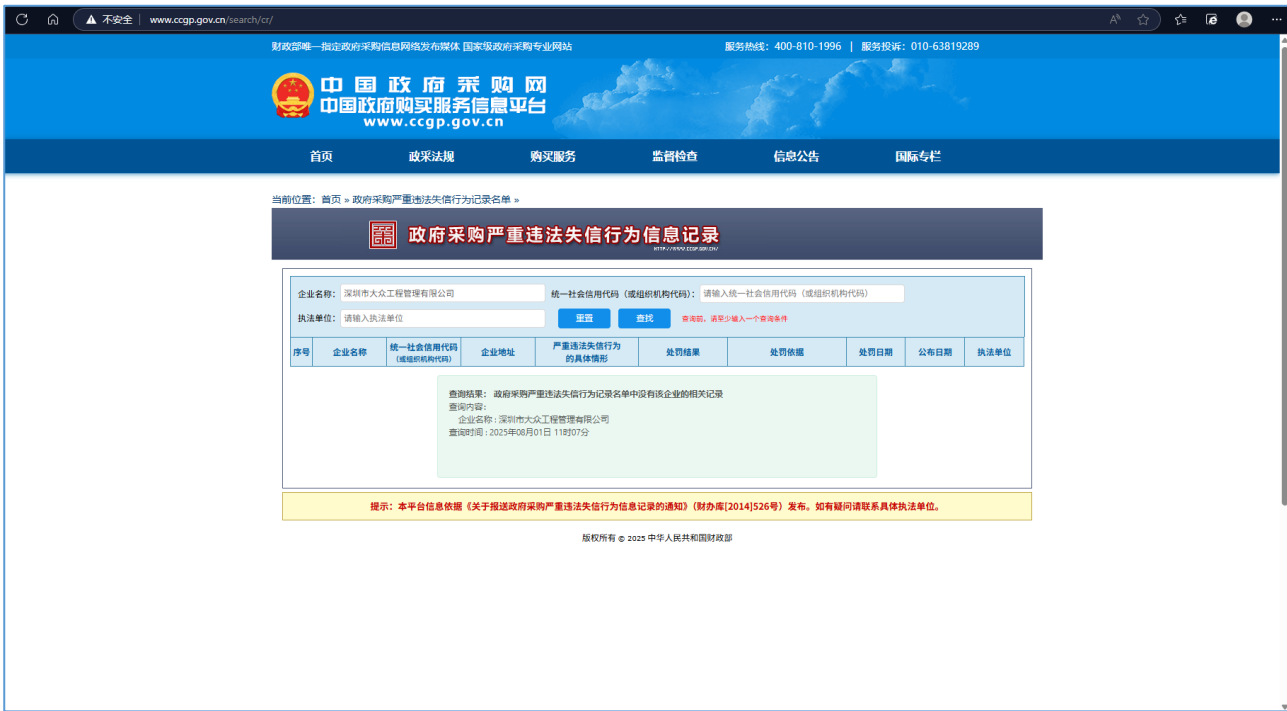 不安全 www.ccgp.gov.cn/search/cr/
财政部唯一指定政府采购信息网络发布媒体 国家级政府采购专业网站 服务热线：400-810-1996 | 服务投诉：010-63819289
中国政府采购网
中国政府购买服务信息平台
www.ccgp.gov.cn
首页 政采法规 购买服务 监督检查 信息公告 国际专栏
当前位置：首页 » 政府采购严重违法失信行为记录名单 »
政府采购严重违法失信行为信息记录
HTTP://WWW.CCGP.GOV.CN/
企业名称： 深圳市大众工程管理有限公司 统一社会信用代码（或组织机构代码）： 请输入统一社会信用代码（或组织机构代码）
执法单位： 请输入执法单位 重置 查找 查询前，请至少输入一个查询条件
序号 企业名称 统一社会信用代码（或组织机构代码） 企业地址 严重违法失信行为的具体情形 处罚结果 处罚依据 处罚日期 公布日期 执法单位
查询结果： 政府采购严重违法失信行为记录名单中没有该企业的相关记录
查询内容：
企业名称 : 深圳市大众工程管理有限公司
查询时间 : 2025年08月01日 11时07分
提示：本平台信息依据《关于报送政府采购严重违法失信行为信息记录的通知》（财办库[2014]526号）发布。如有疑问请联系具体执法单位。
版权所有 © 2025 中华人民共和国财政部